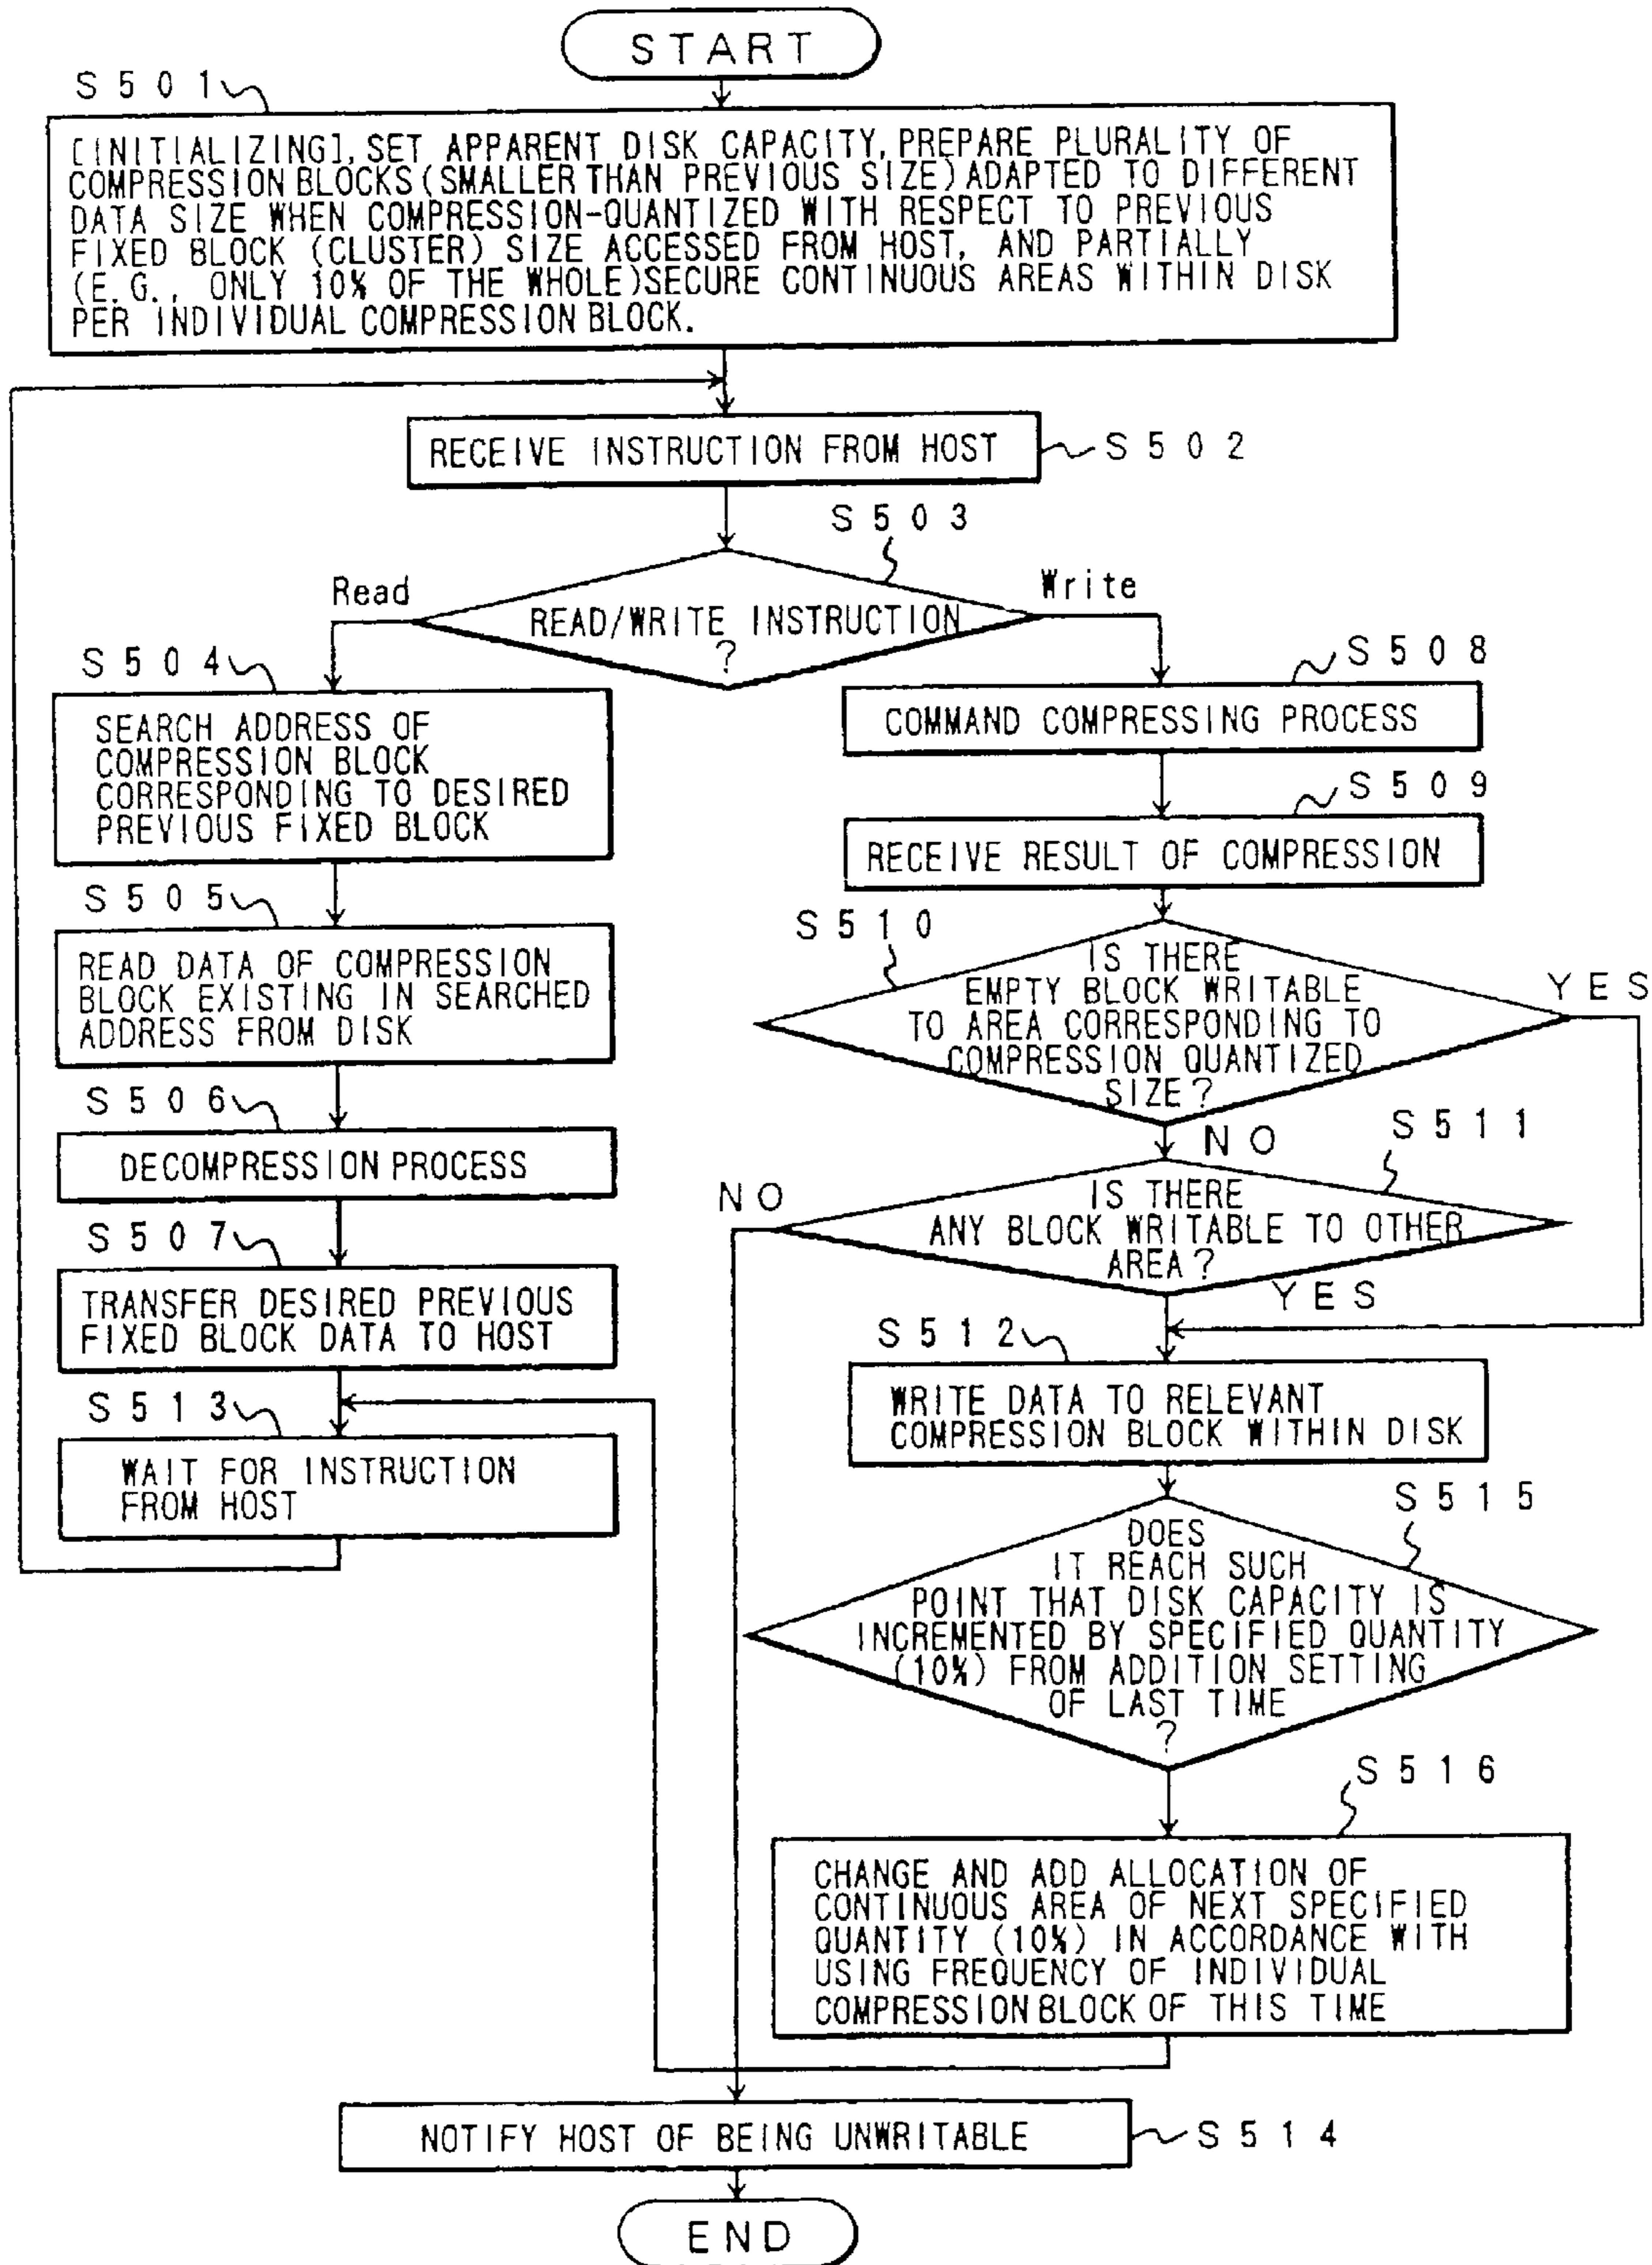 START
S501
[INITIALIZING], SET APPARENT DISK CAPACITY, PREPARE PLURALITY OF
COMPRESSION BLOCKS (SMALLER THAN PREVIOUS SIZE) ADAPTED TO DIFFERENT
DATA SIZE WHEN COMPRESSION-QUANTIZED WITH RESPECT TO PREVIOUS
FIXED BLOCK (CLUSTER) SIZE ACCESSED FROM HOST, AND PARTIALLY
(E.G., ONLY 10% OF THE WHOLE) SECURE CONTINUOUS AREAS WITHIN DISK
PER INDIVIDUAL COMPRESSION BLOCK.
RECEIVE INSTRUCTION FROM HOST
S502
S503
Read
Write
READ/WRITE INSTRUCTION
?
S504
SEARCH ADDRESS OF
COMPRESSION BLOCK
CORRESPONDING TO DESIRED
PREVIOUS FIXED BLOCK
S505
READ DATA OF COMPRESSION
BLOCK EXISTING IN SEARCHED
ADDRESS FROM DISK
S506
DECOMPRESSION PROCESS
S507
TRANSFER DESIRED PREVIOUS
FIXED BLOCK DATA TO HOST
S513
WAIT FOR INSTRUCTION
FROM HOST
S508
COMMAND COMPRESSING PROCESS
S509
RECEIVE RESULT OF COMPRESSION
S510
IS THERE
EMPTY BLOCK WRITABLE
TO AREA CORRESPONDING TO
COMPRESSION QUANTIZED
SIZE?
YES
NO
S511
NO
IS THERE
ANY BLOCK WRITABLE TO OTHER
AREA?
YES
S512
WRITE DATA TO RELEVANT
COMPRESSION BLOCK WITHIN DISK
S515
DOES
IT REACH SUCH
POINT THAT DISK CAPACITY IS
INCREMENTED BY SPECIFIED QUANTITY
(10%) FROM ADDITION SETTING
OF LAST TIME
?
S516
CHANGE AND ADD ALLOCATION OF
CONTINUOUS AREA OF NEXT SPECIFIED
QUANTITY (10%) IN ACCORDANCE WITH
USING FREQUENCY OF INDIVIDUAL
COMPRESSION BLOCK OF THIS TIME
NOTIFY HOST OF BEING UNWRITABLE
S514
END